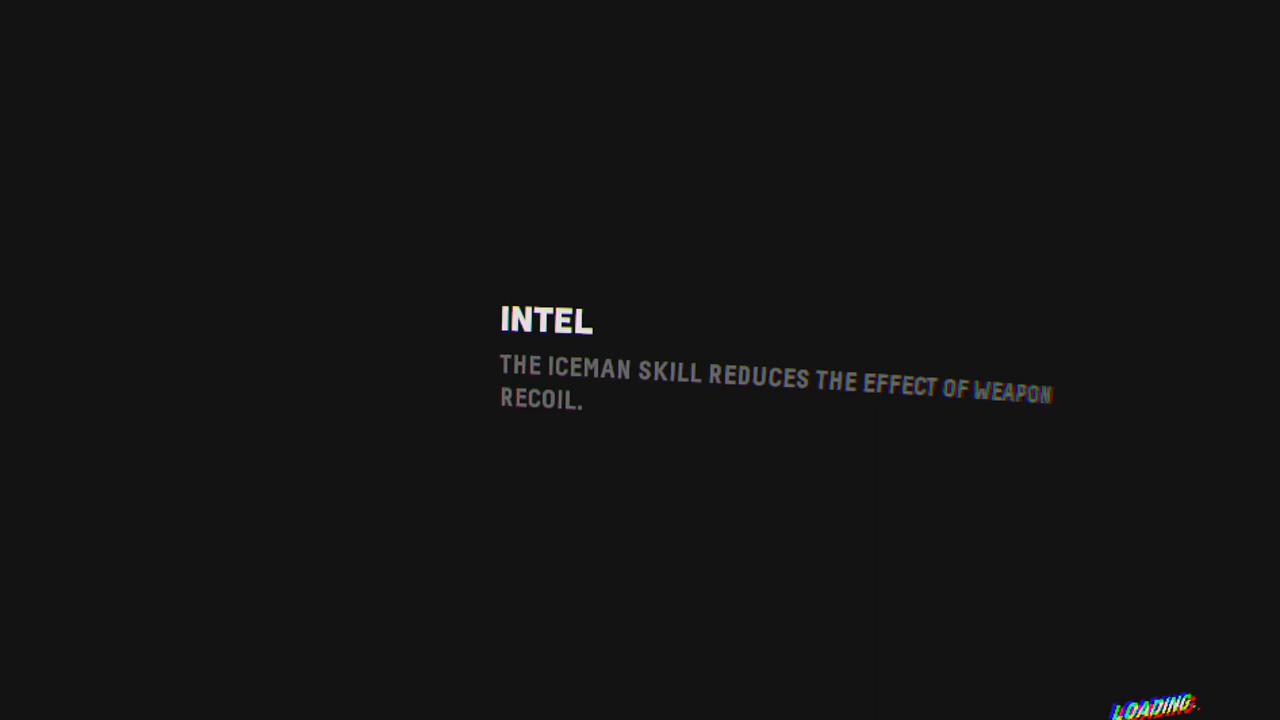 INTEL
THE ICEMAN SKILL REDUCES THE EFFECT OF WEAPON
RECOIL.
LOADING.